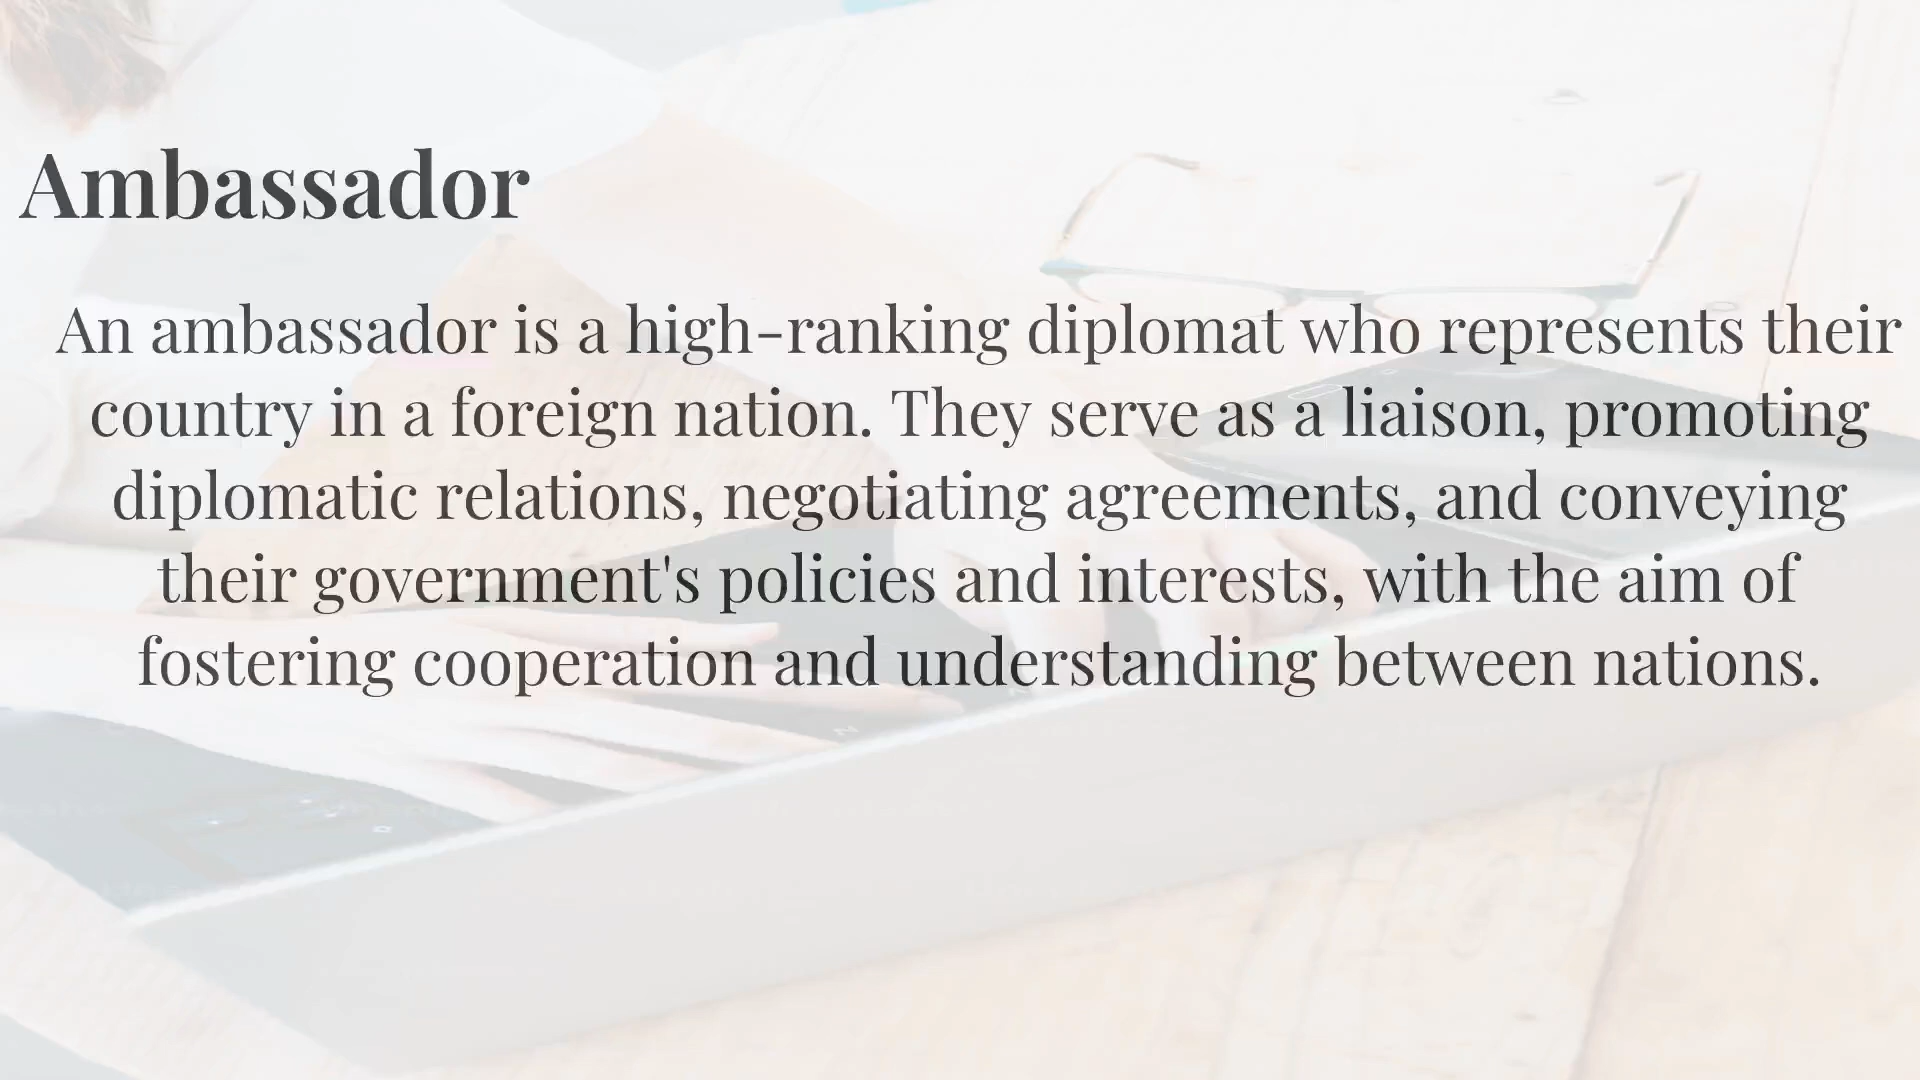 Ambassador
An ambassador is a high-ranking diplomat who represents their
country in a foreign nation. They serve as a liaison, promoting
diplomatic relations, negotiating agreements, and conveying
their government's policies and interests, with the aim of
fostering cooperation and understanding between nations.